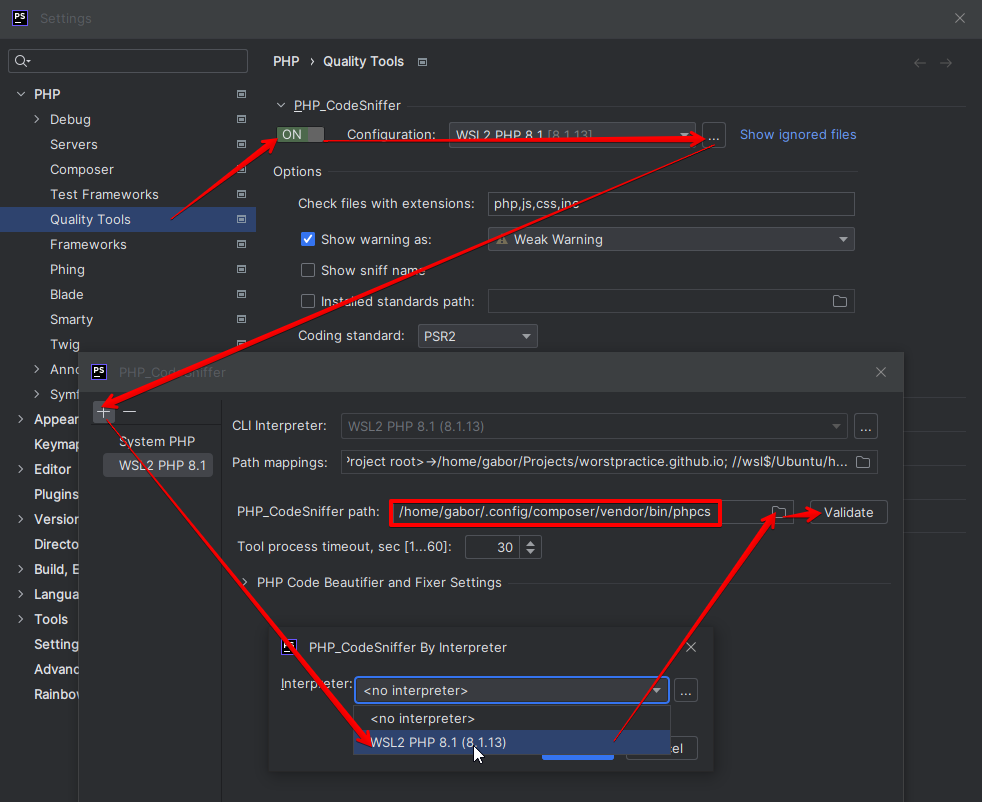 PS Settings
PHP › Quality Tools
PHP
Debug
Servers
Composer
Test Frameworks
Quality Tools
Frameworks
Phing
Blade
Smarty
Twig
Anno
Symf
Appear
Keymap
Editor
Plugins
Version
Directo
Build, E
Langua
Tools
Setting
Advanc
Rainbow
PHP_CodeSniffer
ON Configuration: WSL2 PHP 8.1 [8.1.13] ... Show ignored files
Options
Check files with extensions: php,js,css,inc
Show warning as: Weak Warning
Show sniff name
Installed standards path:
Coding standard: PSR2
PS PHP_CodeSniffer
System PHP
WSL2 PHP 8.1
CLI Interpreter: WSL2 PHP 8.1 (8.1.13) ...
Path mappings: Project root>→/home/gabor/Projects/worstpractice.github.io; //wsl$/Ubuntu/h...
PHP_CodeSniffer path: /home/gabor/.config/composer/vendor/bin/phpcs Validate
Tool process timeout, sec [1...60]: 30
PHP Code Beautifier and Fixer Settings
PS PHP_CodeSniffer By Interpreter
Interpreter: <no interpreter> ...
<no interpreter>
WSL2 PHP 8.1 (8.1.13)
cel